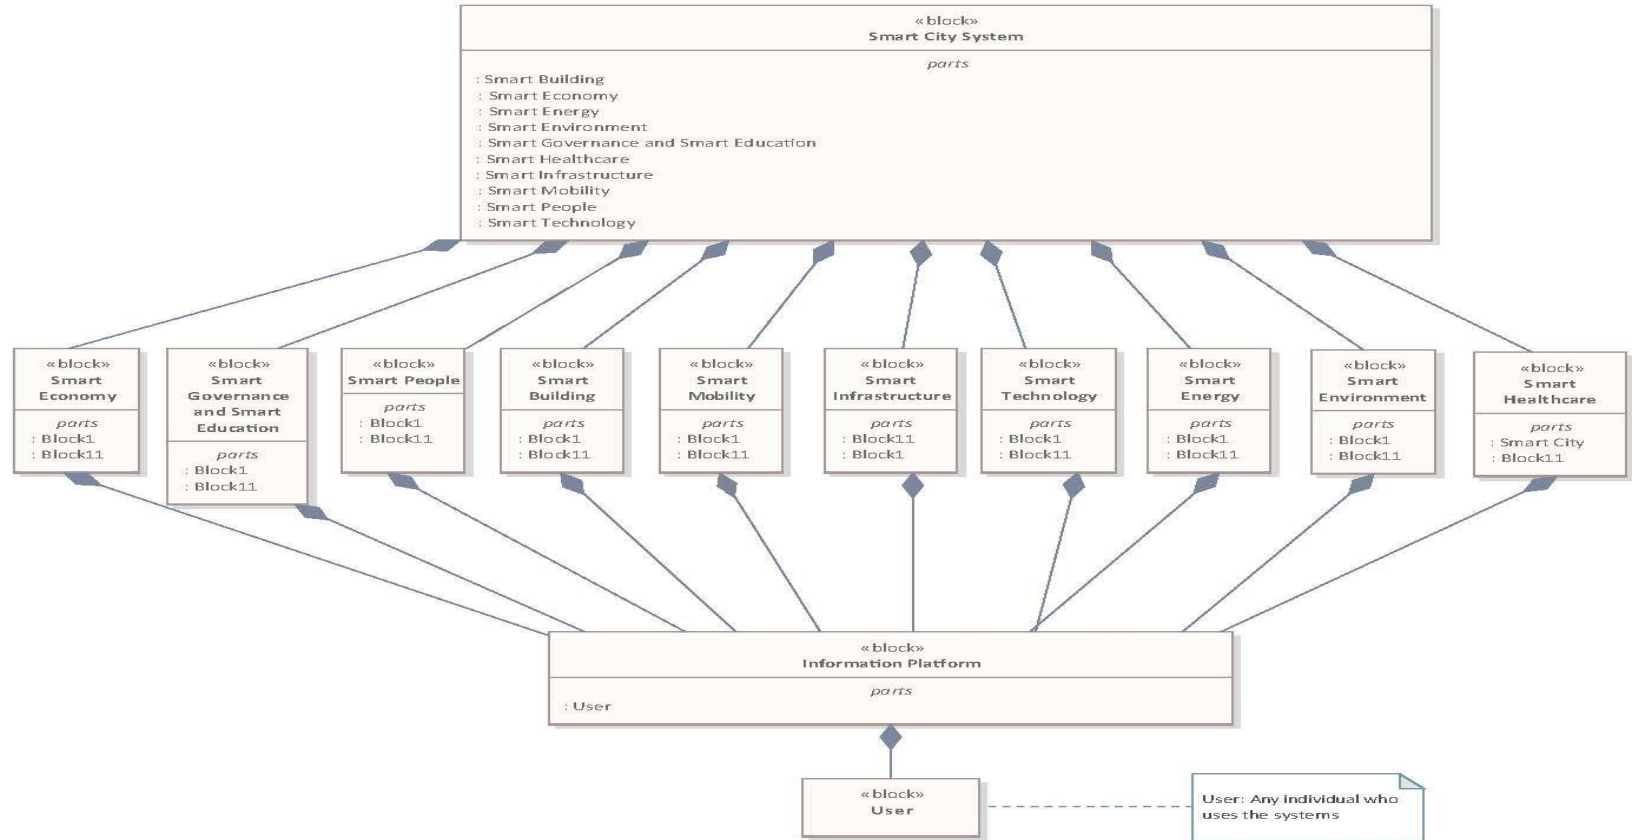 «block»
Smart City System
parts
: Smart Building
: Smart Economy
: Smart Energy
: Smart Environment
: Smart Governance and Smart Education
: Smart Healthcare
: Smart Infrastructure
: Smart Mobility
: Smart People
: Smart Technology
«block»
Smart
Economy
parts
: Block1
: Block11
«block»
Smart
Governance
and Smart
Education
parts
: Block1
: Block11
«block»
Smart People
parts
: Block1
: Block11
«block»
Smart
Building
parts
: Block1
: Block11
«block»
Smart
Mobility
parts
: Block1
: Block11
«block»
Smart
Infrastructure
parts
: Block11
: Block1
«block»
Smart
Technology
parts
: Block1
: Block11
«block»
Smart
Energy
parts
: Block1
: Block11
«block»
Smart
Environment
parts
: Block1
: Block11
«block»
Smart
Healthcare
parts
: Smart City
: Block11
«block»
Information Platform
parts
: User
«block»
User
User: Any individual who
uses the systems